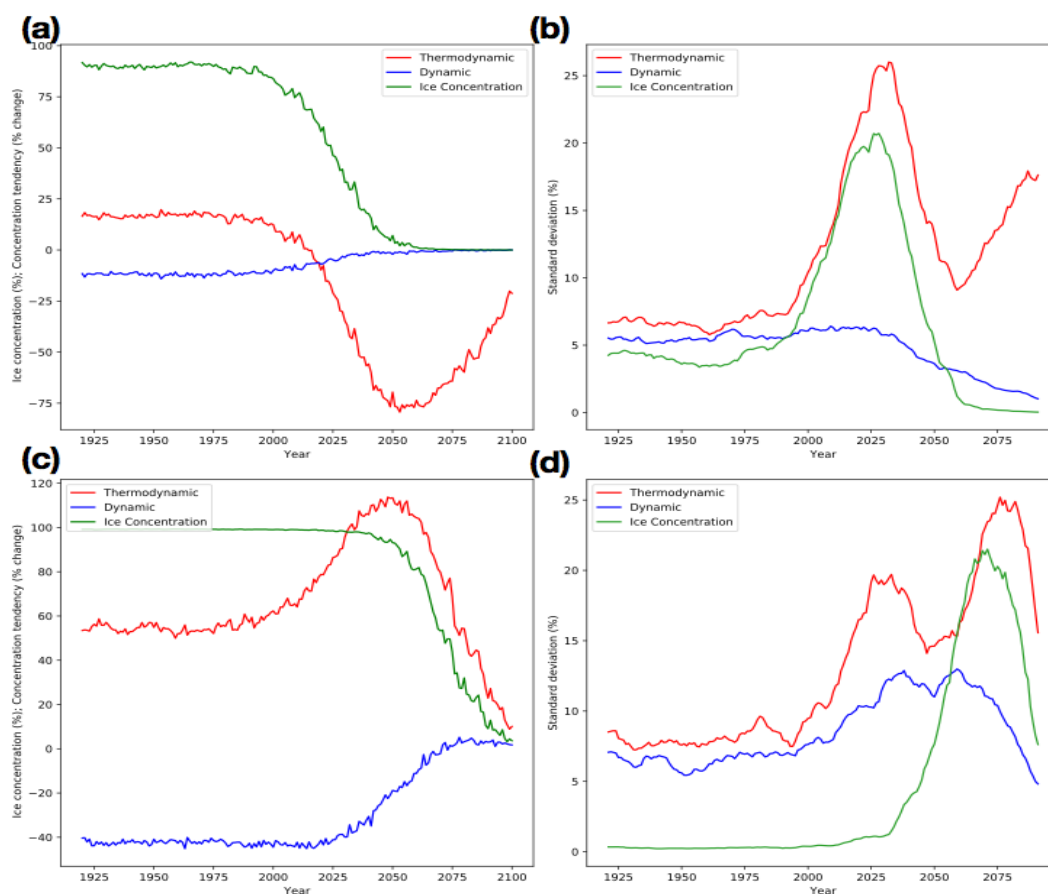 (a)
100
75
50
25
0
−25
−50
−75
Ice concentration (%); Concentration tendency (% change)
1925 1950 1975 2000 2025 2050 2075 2100
Year
Thermodynamic
Dynamic
Ice Concentration
(b)
25
20
15
10
5
0
Standard deviation (%)
1925 1950 1975 2000 2025 2050 2075
Year
Thermodynamic
Dynamic
Ice Concentration
(c)
120
100
80
60
40
20
0
−20
−40
Ice concentration (%); Concentration tendency (% change)
1925 1950 1975 2000 2025 2050 2075 2100
Year
Thermodynamic
Dynamic
Ice Concentration
(d)
25
20
15
10
5
0
Standard deviation (%)
1925 1950 1975 2000 2025 2050 2075
Year
Thermodynamic
Dynamic
Ice Concentration